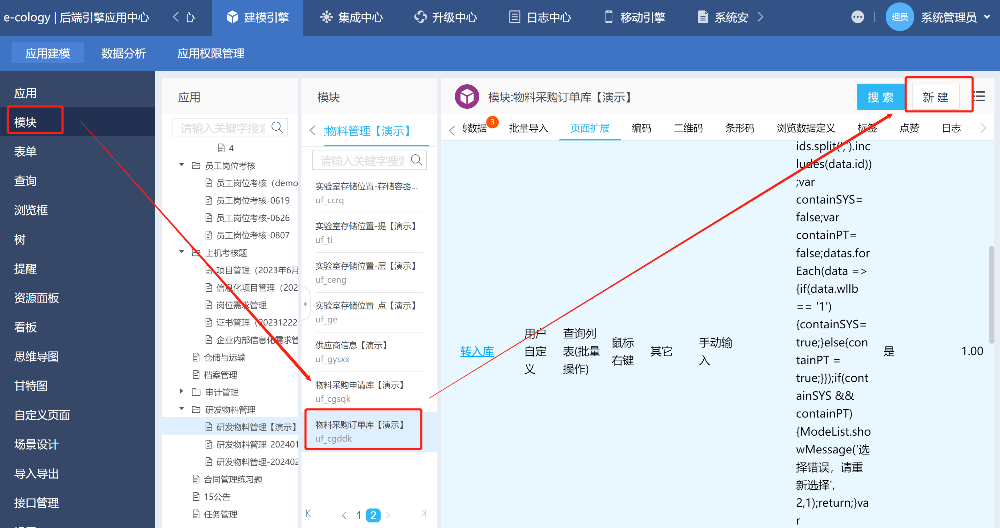 e-cology | 后端引擎应用中心
建模引擎
集成中心
升级中心
日志中心
移动引擎
系统安
理员
系统管理员
应用建模
数据分析
应用权限管理
应用
模块
表单
查询
浏览框
树
提醒
资源面板
看板
思维导图
甘特图
自定义页面
场景设计
导入导出
接口管理
应用
请输入关键字搜索
4
员工岗位考核
员工岗位考核（demo
员工岗位考核-0619
员工岗位考核-0626
员工岗位考核-0807
上机考核题
项目管理（2023年6月
信息化项目管理（202
岗位需求管理
证书管理（20231222
企业内部信息化需求管
仓储与运输
档案管理
审计管理
研发物料管理
研发物料管理【演示】
研发物料管理-202401
研发物料管理-202402
合同管理练习题
15公告
任务管理
模块
物料管理【演示】
请输入关键字搜索
实验室存储位置-存储容器...
uf_ccrq
实验室存储位置-提【演示】
uf_ti
实验室存储位置-层【演示】
uf_ceng
实验室存储位置-点【演示】
uf_ge
供应商信息【演示】
uf_gysxx
物料采购申请库【演示】
uf_cgsqk
物料采购订单库【演示】
uf_cgddk
1 2
模块:物料采购订单库【演示】
搜 索
新 建
转数据 3
批量导入
页面扩展
编码
二维码
条形码
浏览数据定义
标签
点赞
日志
转入库
用户
自定
义
查询列
表(批量
操作)
鼠标
右键
其它
手动输
入
ids.split(',').inc
ludes(data.id))
;var
containSYS=
false;var
containPT=
false;datas.for
Each(data =>
{if(data.wllb
== '1')
{containSYS=
true;}else{con
tainPT =
true;}});if(cont
ainSYS &&
containPT)
{ModeList.sho
wMessage('选
择错误，请重
新选择',
2,1);return;}va
r
是
1.00